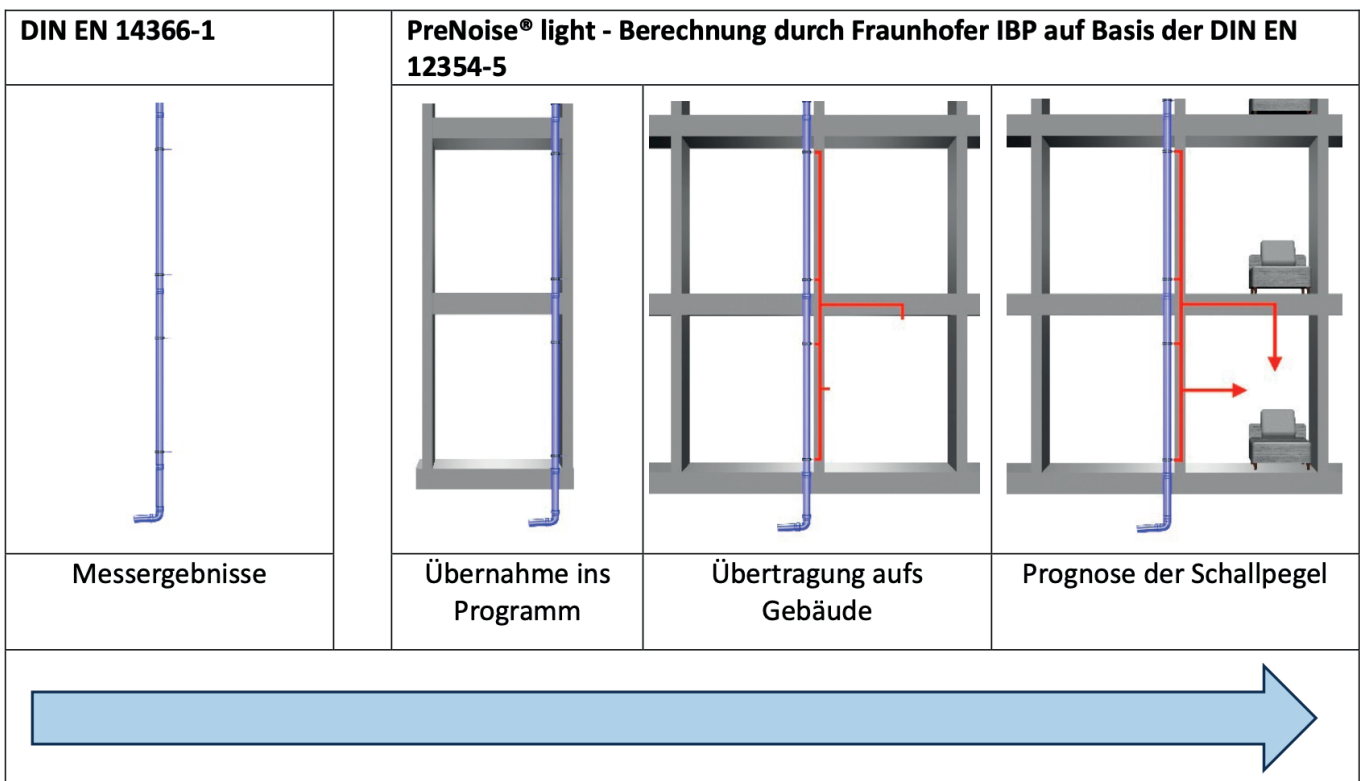 DIN EN 14366-1
PreNoise® light - Berechnung durch Fraunhofer IBP auf Basis der DIN EN
12354-5
Messergebnisse
Übernahme ins
Programm
Übertragung aufs
Gebäude
Prognose der Schallpegel